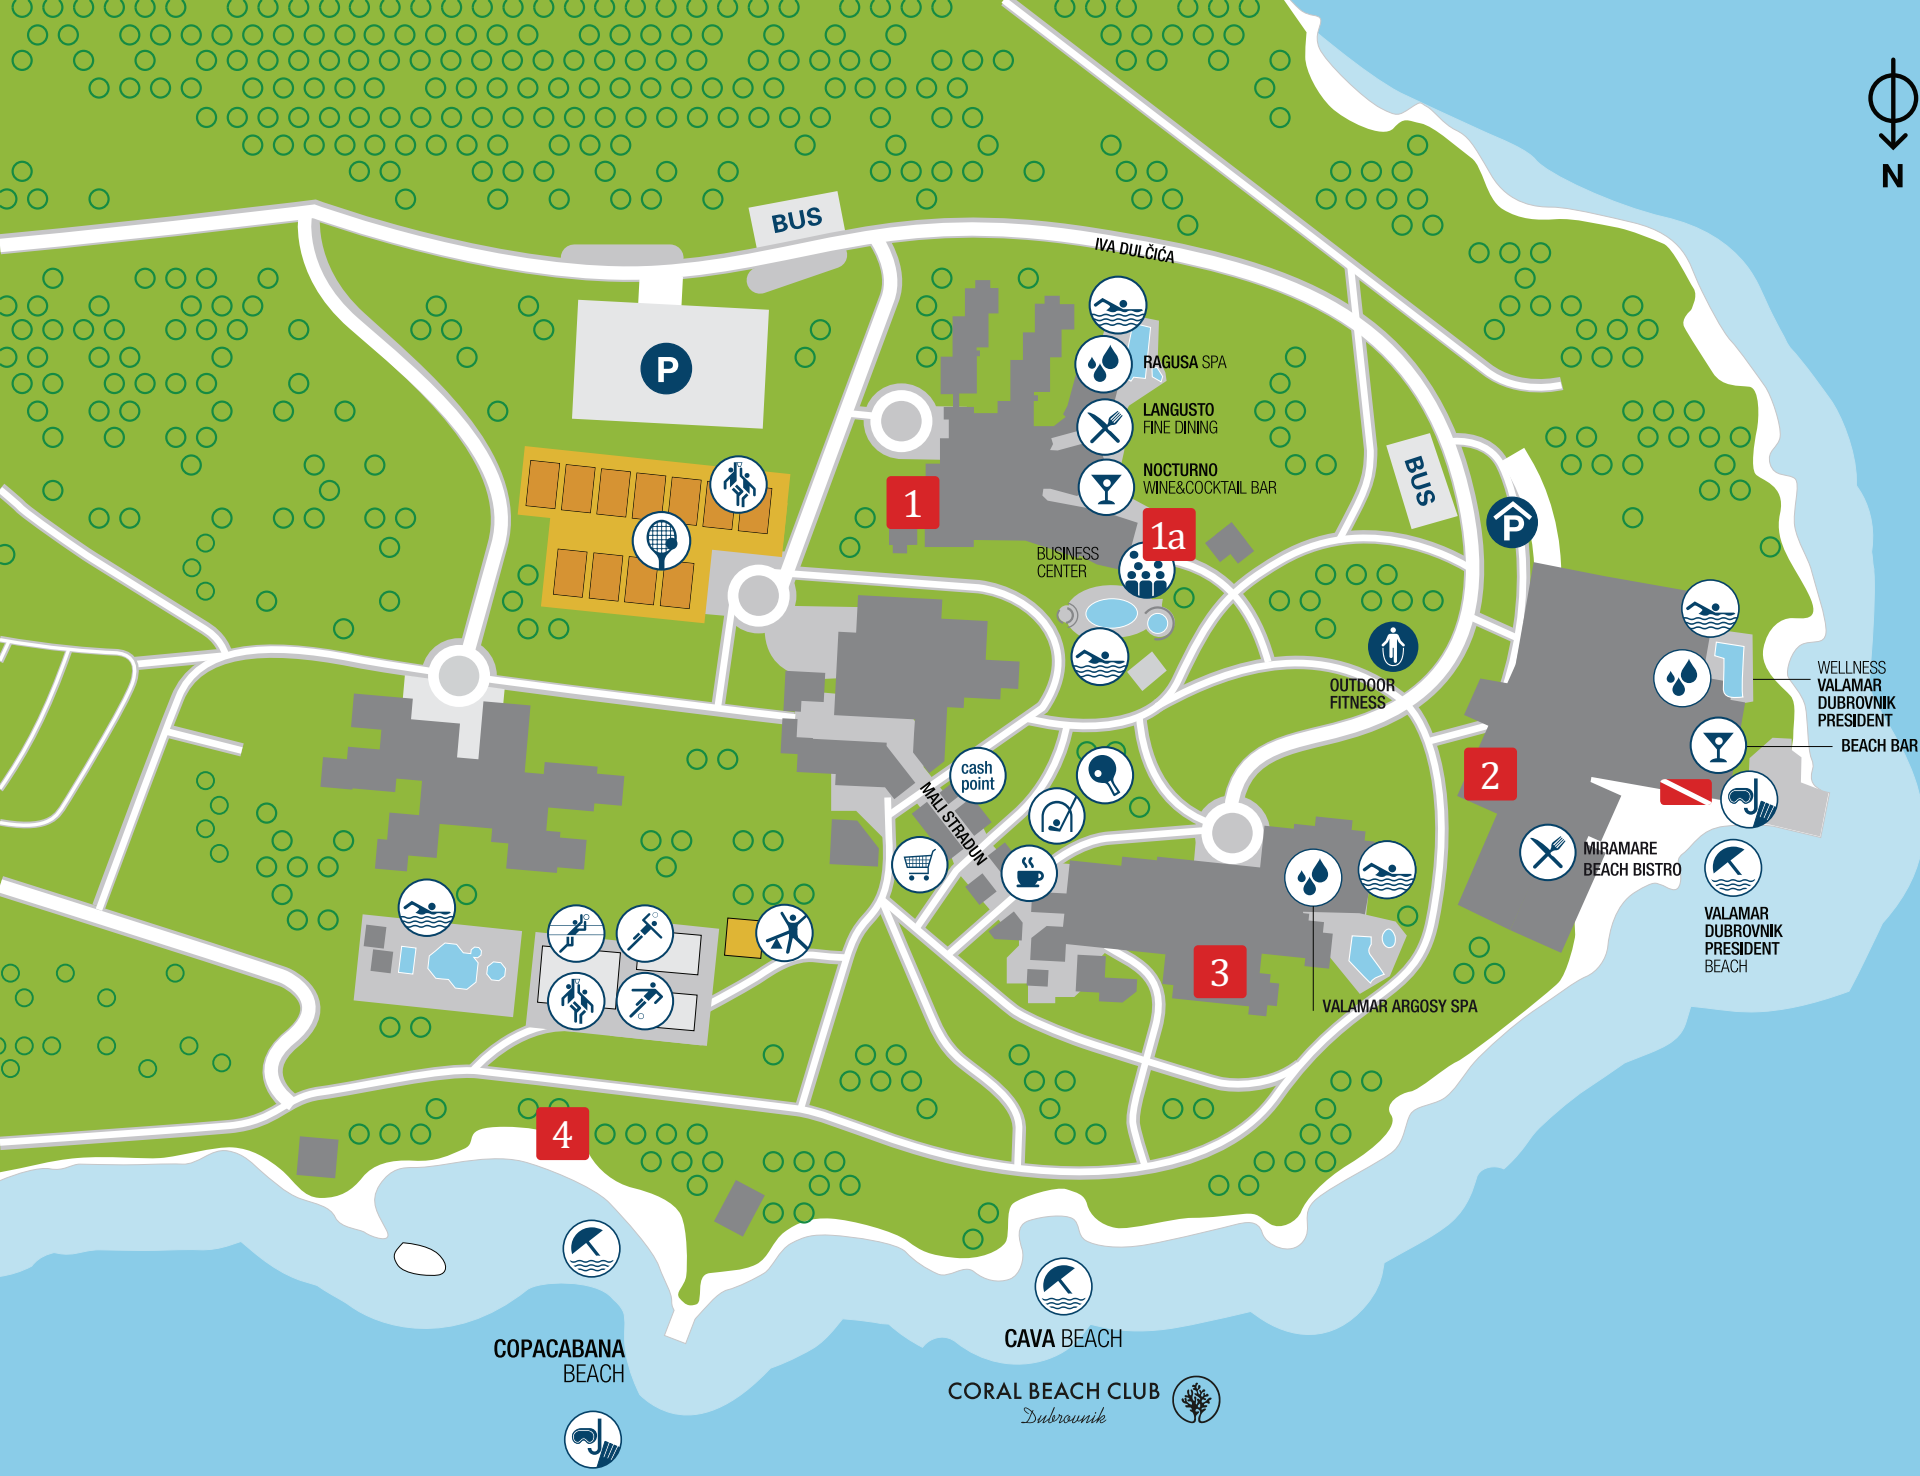 N
BUS
IVA DULČIĆA
P
RAGUSA SPA
LANGUSTO
FINE DINING
NOCTURNO
WINE&COCKTAIL BAR
BUS
1
1a
P
BUSINESS
CENTER
OUTDOOR
FITNESS
WELLNESS
VALAMAR
DUBROVNIK
PRESIDENT
BEACH BAR
2
cash
point
MALI STRADUN
MIRAMARE
BEACH BISTRO
VALAMAR
DUBROVNIK
PRESIDENT
BEACH
3
VALAMAR ARGOSY SPA
4
COPACABANA
BEACH
CAVA BEACH
CORAL BEACH CLUB
Dubrovnik